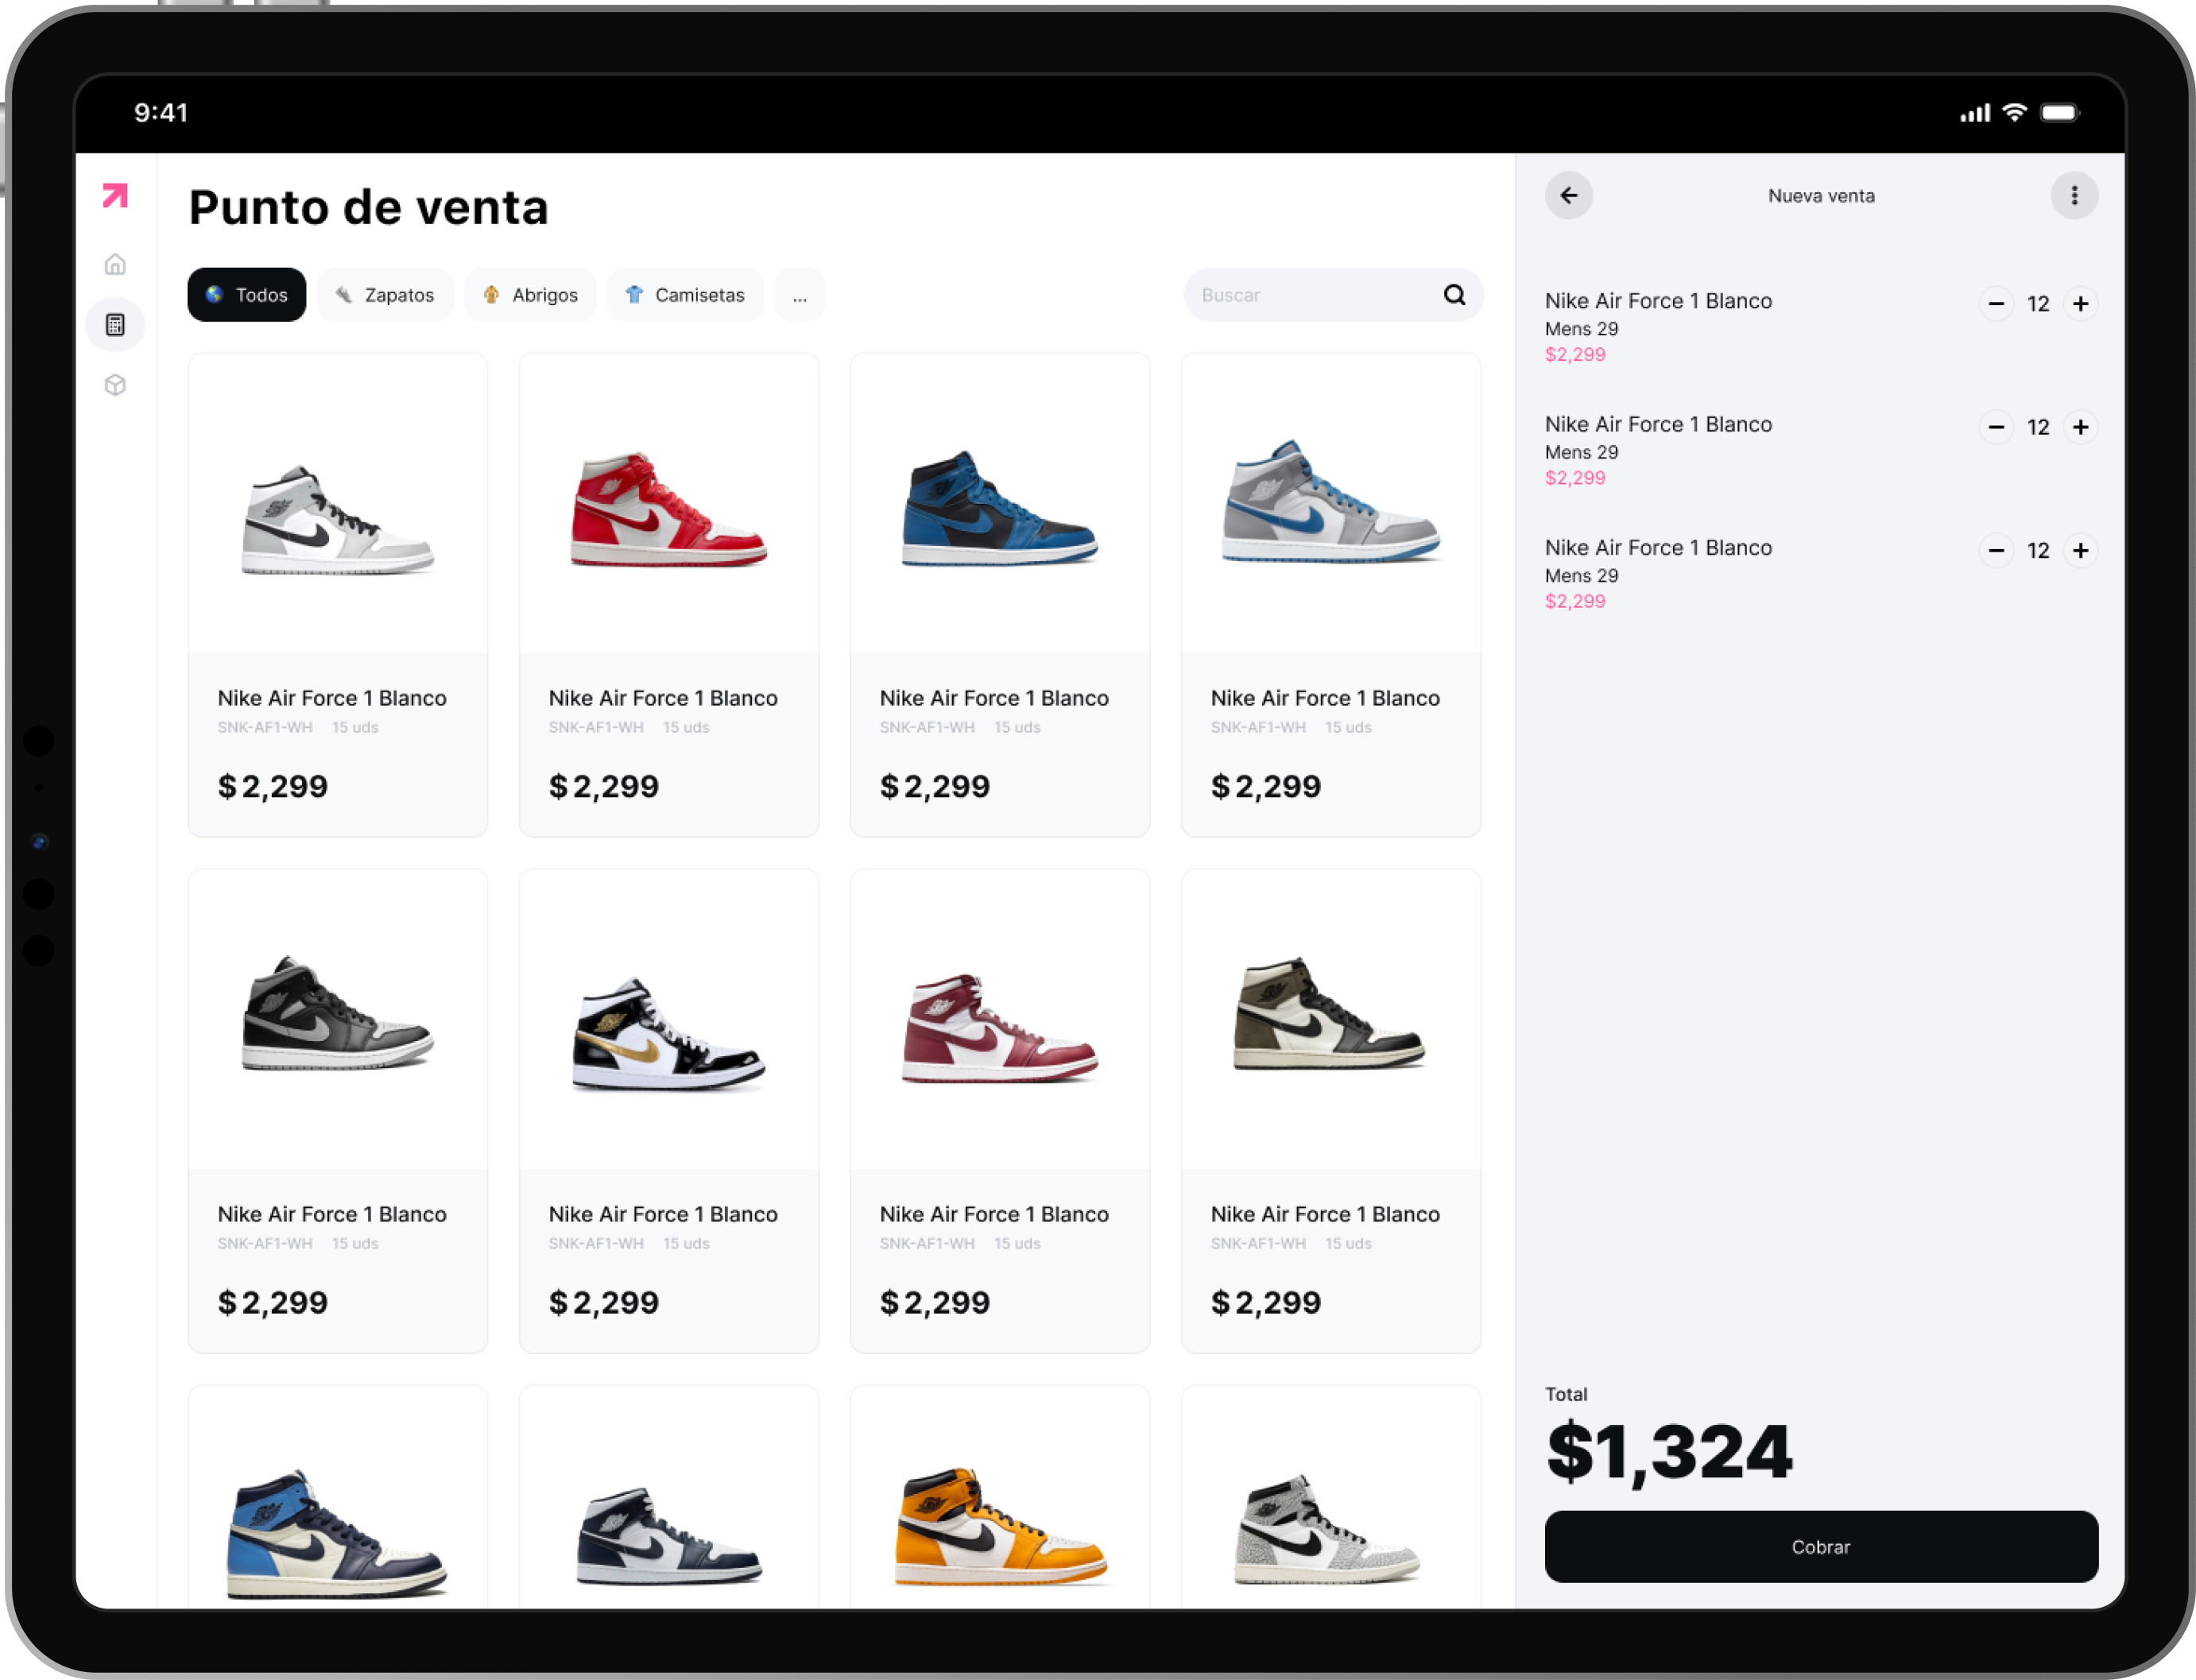 9:41
Punto de venta
Todos
Zapatos
Abrigos
Camisetas
...
Buscar
Nike Air Force 1 Blanco
SNK-AF1-WH 15 uds
$2,299
Nike Air Force 1 Blanco
SNK-AF1-WH 15 uds
$2,299
Nike Air Force 1 Blanco
SNK-AF1-WH 15 uds
$2,299
Nike Air Force 1 Blanco
SNK-AF1-WH 15 uds
$2,299
Nike Air Force 1 Blanco
SNK-AF1-WH 15 uds
$2,299
Nike Air Force 1 Blanco
SNK-AF1-WH 15 uds
$2,299
Nike Air Force 1 Blanco
SNK-AF1-WH 15 uds
$2,299
Nike Air Force 1 Blanco
SNK-AF1-WH 15 uds
$2,299
Nueva venta
Nike Air Force 1 Blanco
Mens 29
$2,299
− 12 +
Nike Air Force 1 Blanco
Mens 29
$2,299
− 12 +
Nike Air Force 1 Blanco
Mens 29
$2,299
− 12 +
Total
$1,324
Cobrar